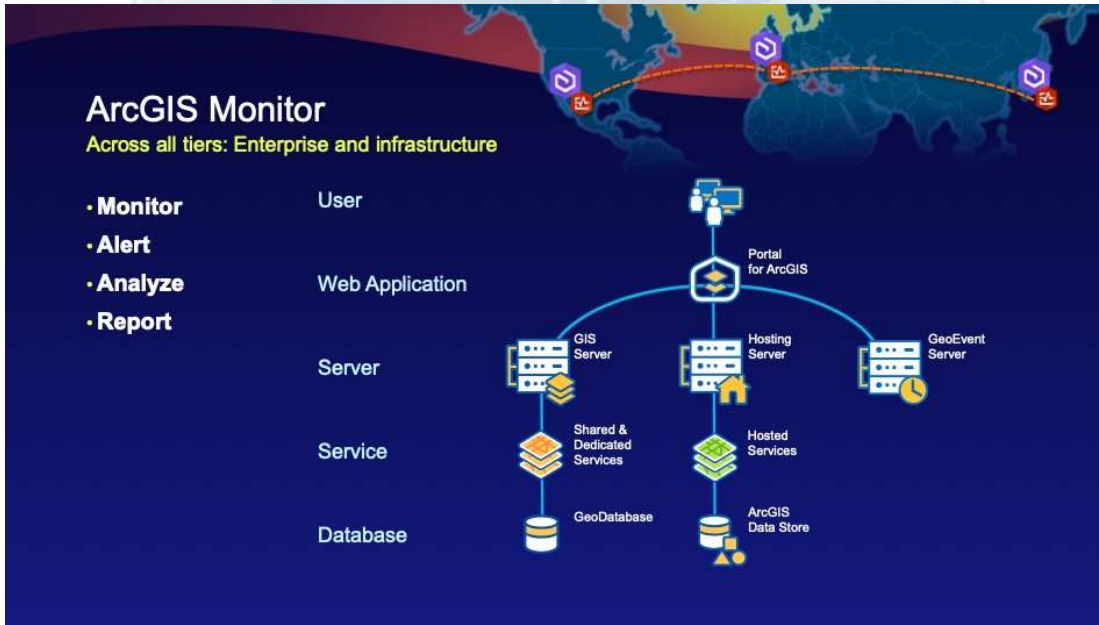 ArcGIS Monitor
Across all tiers: Enterprise and infrastructure
• Monitor
• Alert
• Analyze
• Report
User
Web Application
Server
Service
Database
Portal
for ArcGIS
GIS
Server
Hosting
Server
GeoEvent
Server
Shared &
Dedicated
Services
Hosted
Services
GeoDatabase
ArcGIS
Data Store